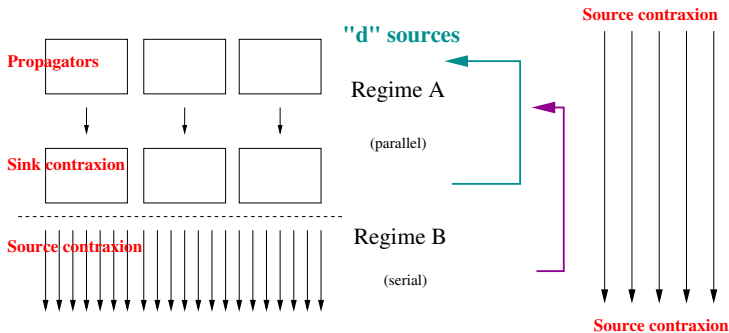 Source contraxion
"d" sources
Propagators
Regime A
(parallel)
Sink contraxion
Regime B
Source contraxion
(serial)
Source contraxion